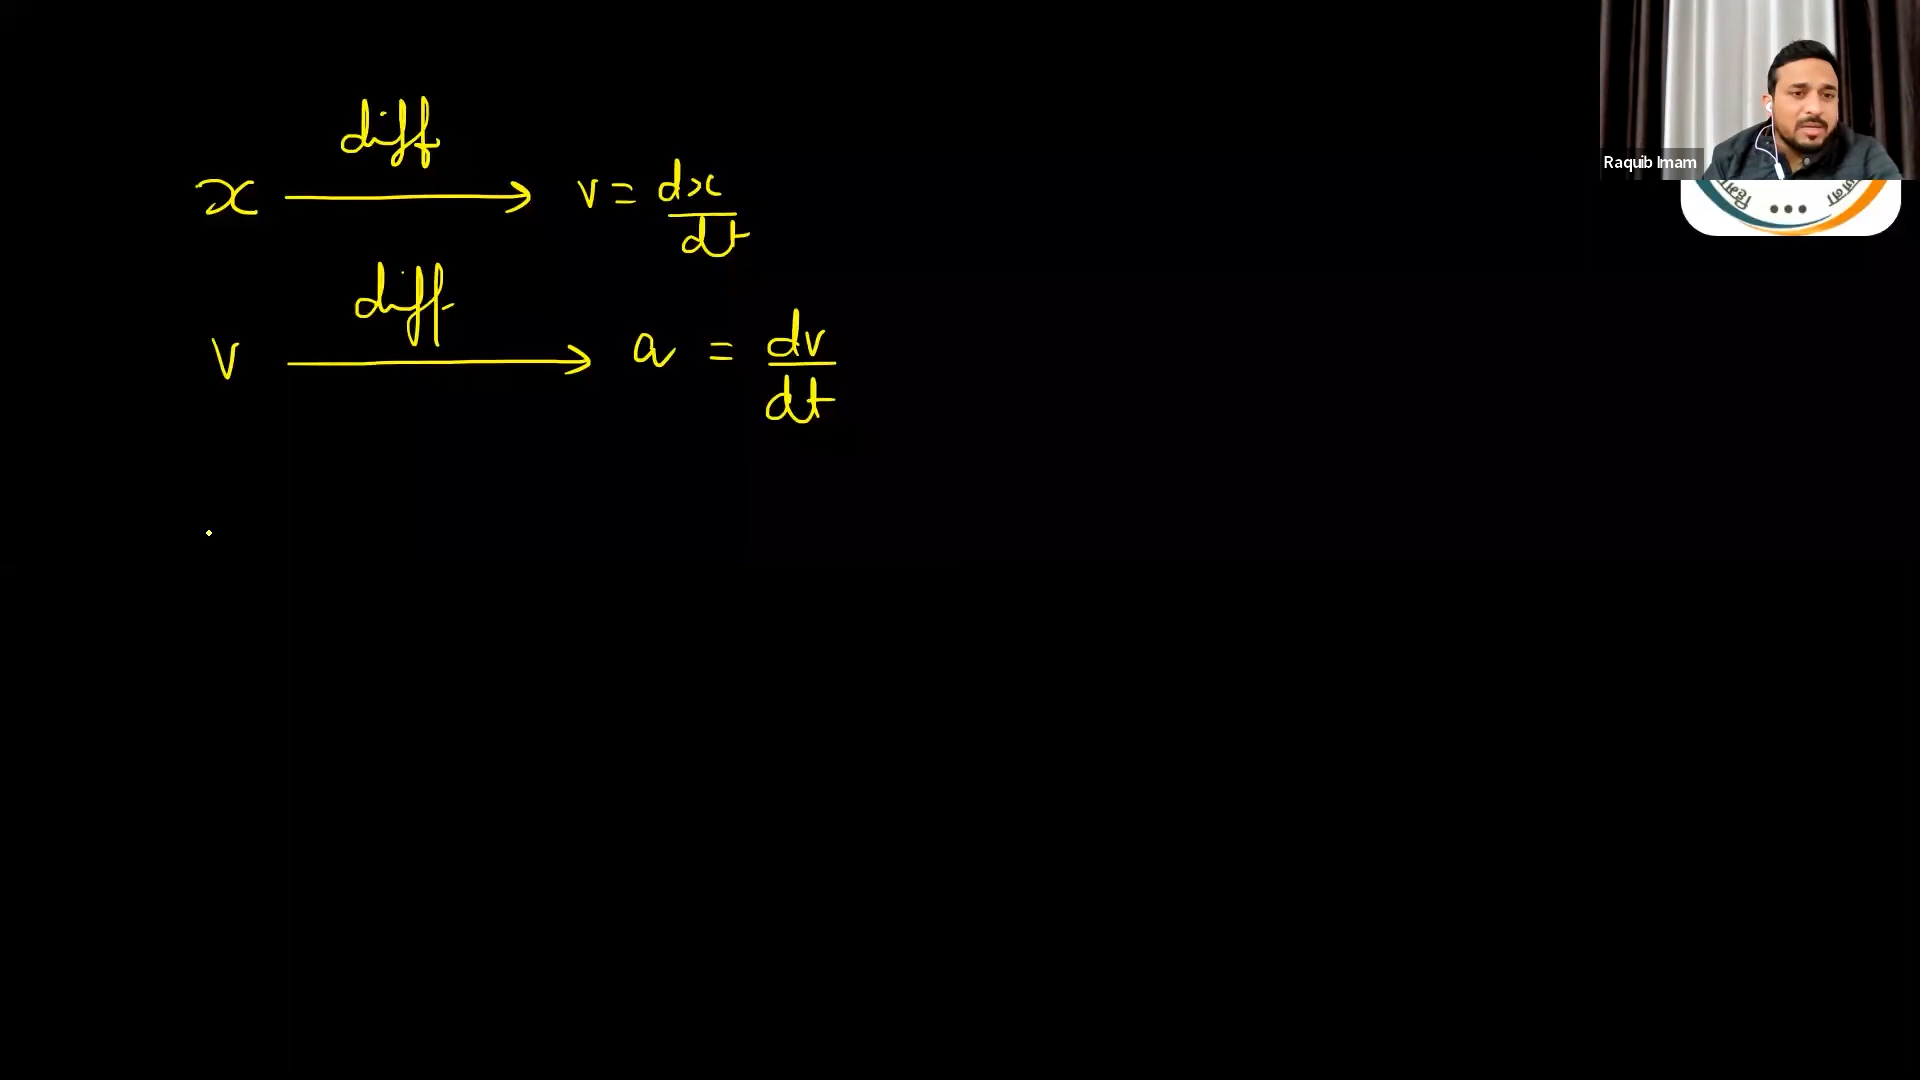 diff
x → v = dx/dt
diff
v → a = dv/dt
Raquib Imam